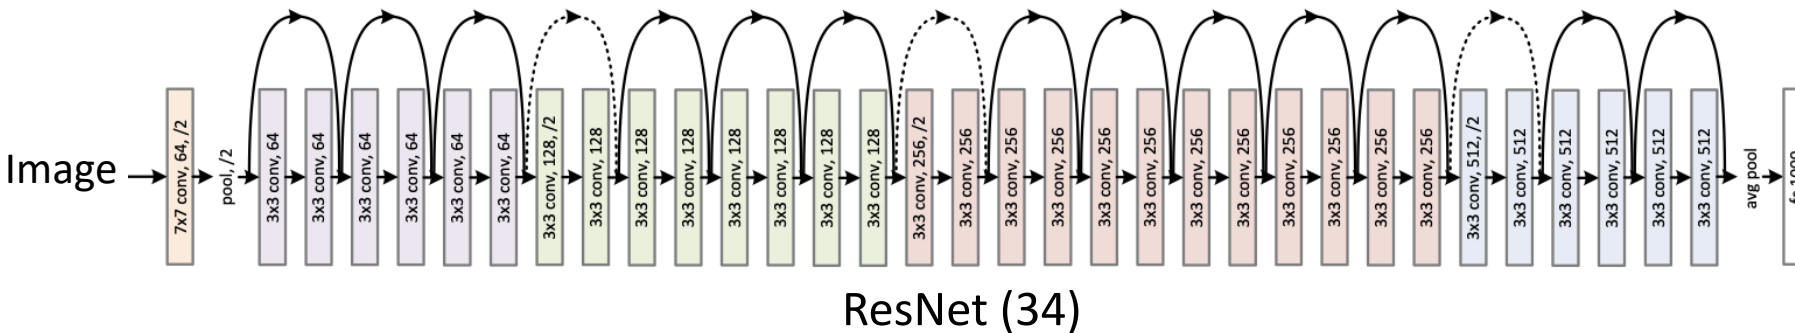 Image
7x7 conv, 64, /2
pool, /2
3x3 conv, 64
3x3 conv, 64
3x3 conv, 64
3x3 conv, 64
3x3 conv, 64
3x3 conv, 64
3x3 conv, 128, /2
3x3 conv, 128
3x3 conv, 128
3x3 conv, 128
3x3 conv, 128
3x3 conv, 128
3x3 conv, 128
3x3 conv, 128
3x3 conv, 256, /2
3x3 conv, 256
3x3 conv, 256
3x3 conv, 256
3x3 conv, 256
3x3 conv, 256
3x3 conv, 256
3x3 conv, 256
3x3 conv, 256
3x3 conv, 256
3x3 conv, 256
3x3 conv, 256
3x3 conv, 512, /2
3x3 conv, 512
3x3 conv, 512
3x3 conv, 512
3x3 conv, 512
3x3 conv, 512
avg pool
ResNet (34)